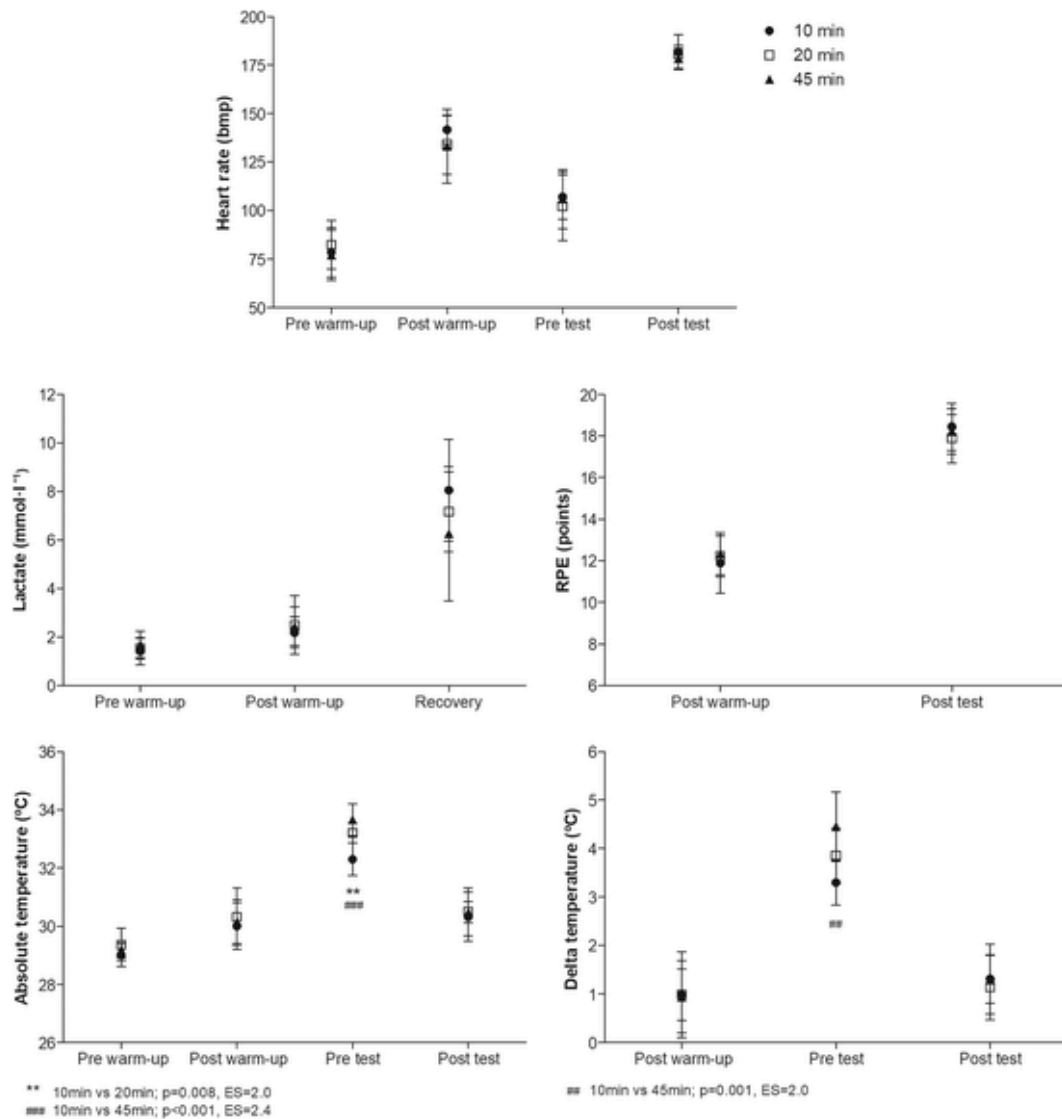 200
175
150
125
100
75
50
Heart rate (bmp)
Pre warm-up Post warm-up Pre test Post test
10 min
20 min
45 min
12
10
8
6
4
2
0
Lactate (mmol·l⁻¹)
Pre warm-up Post warm-up Recovery
20
18
16
14
12
10
8
6
RPE (points)
Post warm-up Post test
36
34
32
30
28
26
Absolute temperature (ºC)
**
###
Pre warm-up Post warm-up Pre test Post test
** 10min vs 20min; p=0.008, ES=2.0
### 10min vs 45min; p<0.001, ES=2.4
6
5
4
3
2
1
0
Delta temperature (ºC)
##
Post warm-up Pre test Post test
## 10min vs 45min; p=0.001, ES=2.0